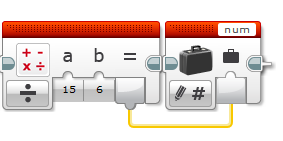 num
+ - × ÷ a b =
÷ 15 6 #